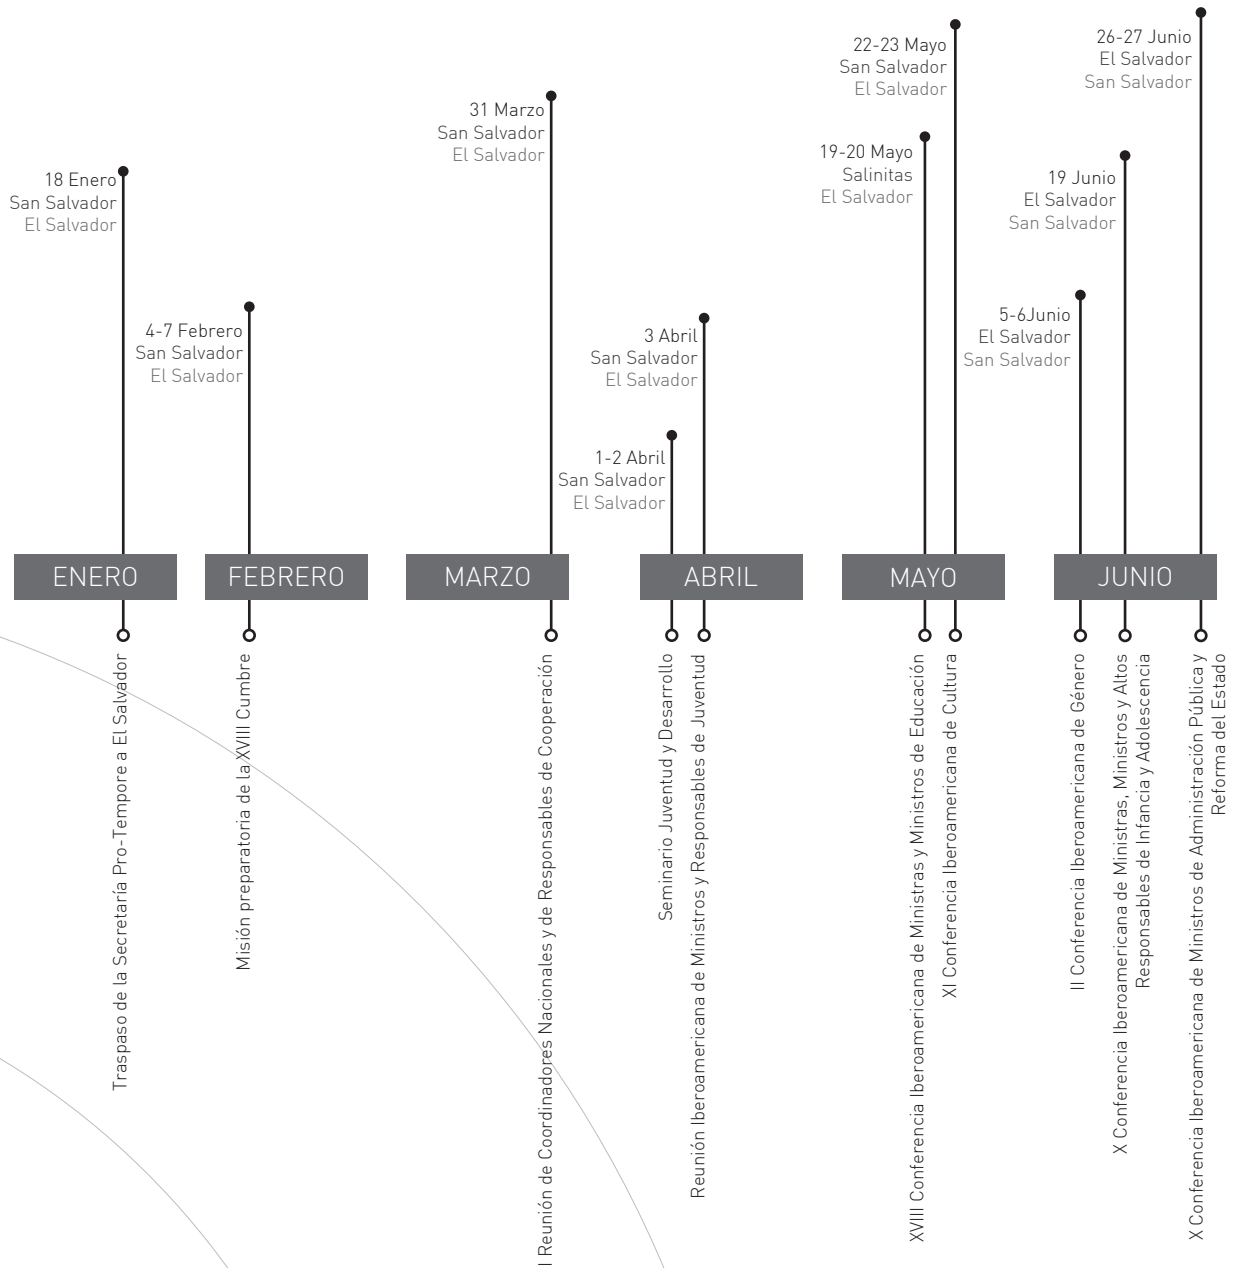 18 Enero
San Salvador
El Salvador
4-7 Febrero
San Salvador
El Salvador
31 Marzo
San Salvador
El Salvador
1-2 Abril
San Salvador
El Salvador
3 Abril
San Salvador
El Salvador
19-20 Mayo
Salinitas
El Salvador
22-23 Mayo
San Salvador
El Salvador
5-6Junio
El Salvador
San Salvador
19 Junio
El Salvador
San Salvador
26-27 Junio
El Salvador
San Salvador
ENERO
FEBRERO
MARZO
ABRIL
MAYO
JUNIO
Traspaso de la Secretaría Pro-Tempore a El Salvador
Misión preparatoria de la XVIII Cumbre
I Reunión de Coordinadores Nacionales y de Responsables de Cooperación
Seminario Juventud y Desarrollo
Reunión Iberoamericana de Ministros y Responsables de Juventud
XVIII Conferencia Iberoamericana de Ministras y Ministros de Educación
XI Conferencia Iberoamericana de Cultura
II Conferencia Iberoamericana de Género
X Conferencia Iberoamericana de Ministras, Ministros y Altos
Responsables de Infancia y Adolescencia
X Conferencia Iberoamericana de Ministros de Administración Pública y
Reforma del Estado